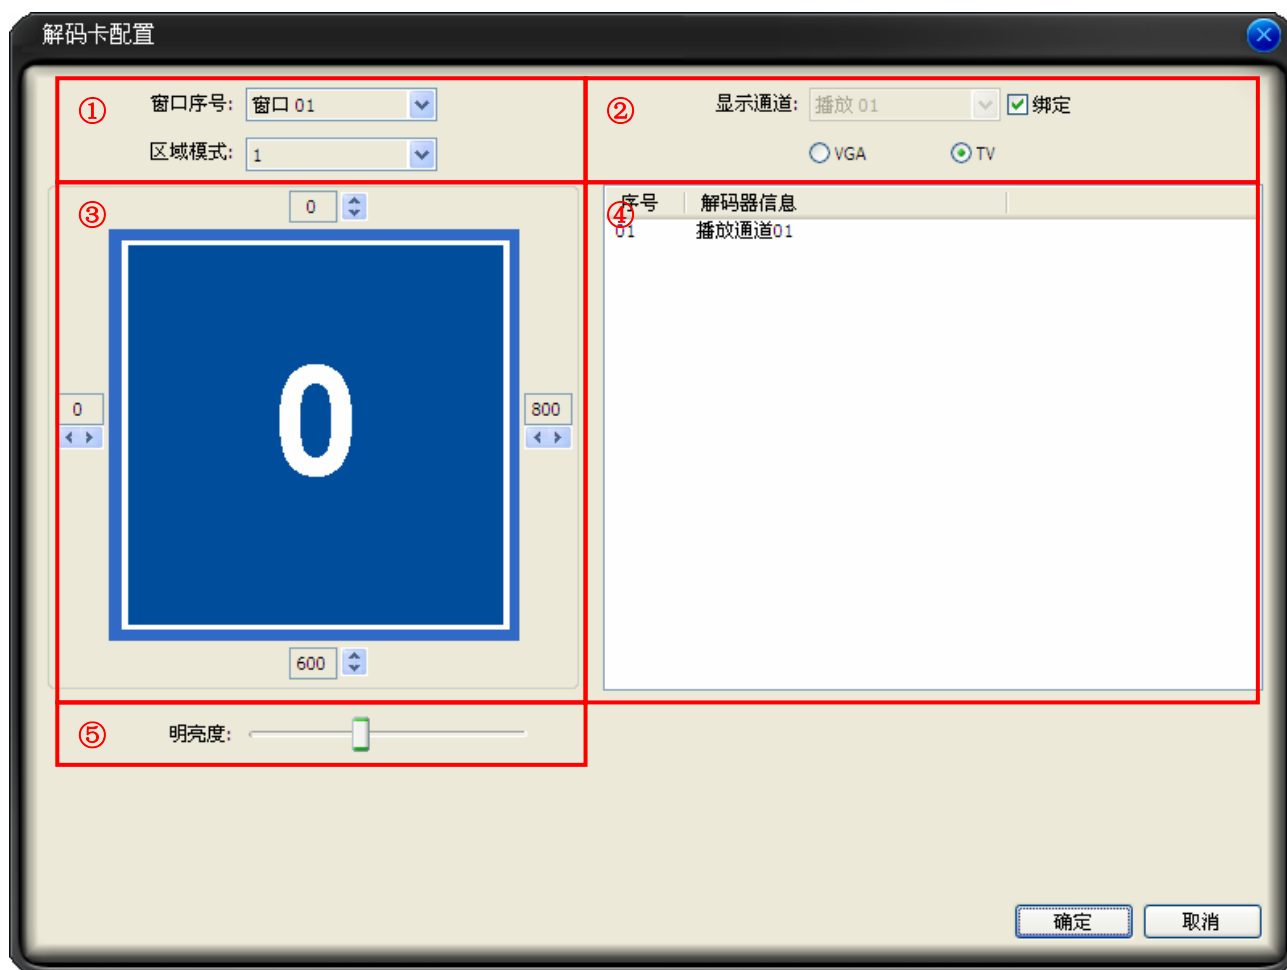 解码卡配置
① 窗口序号: 窗口 01
② 显示通道: 播放 01 绑定
区域模式: 1
VGA TV
③ 0
④ 序号 解码器信息
01 播放通道01
0
0
800
600
⑤ 明亮度:
确定 取消